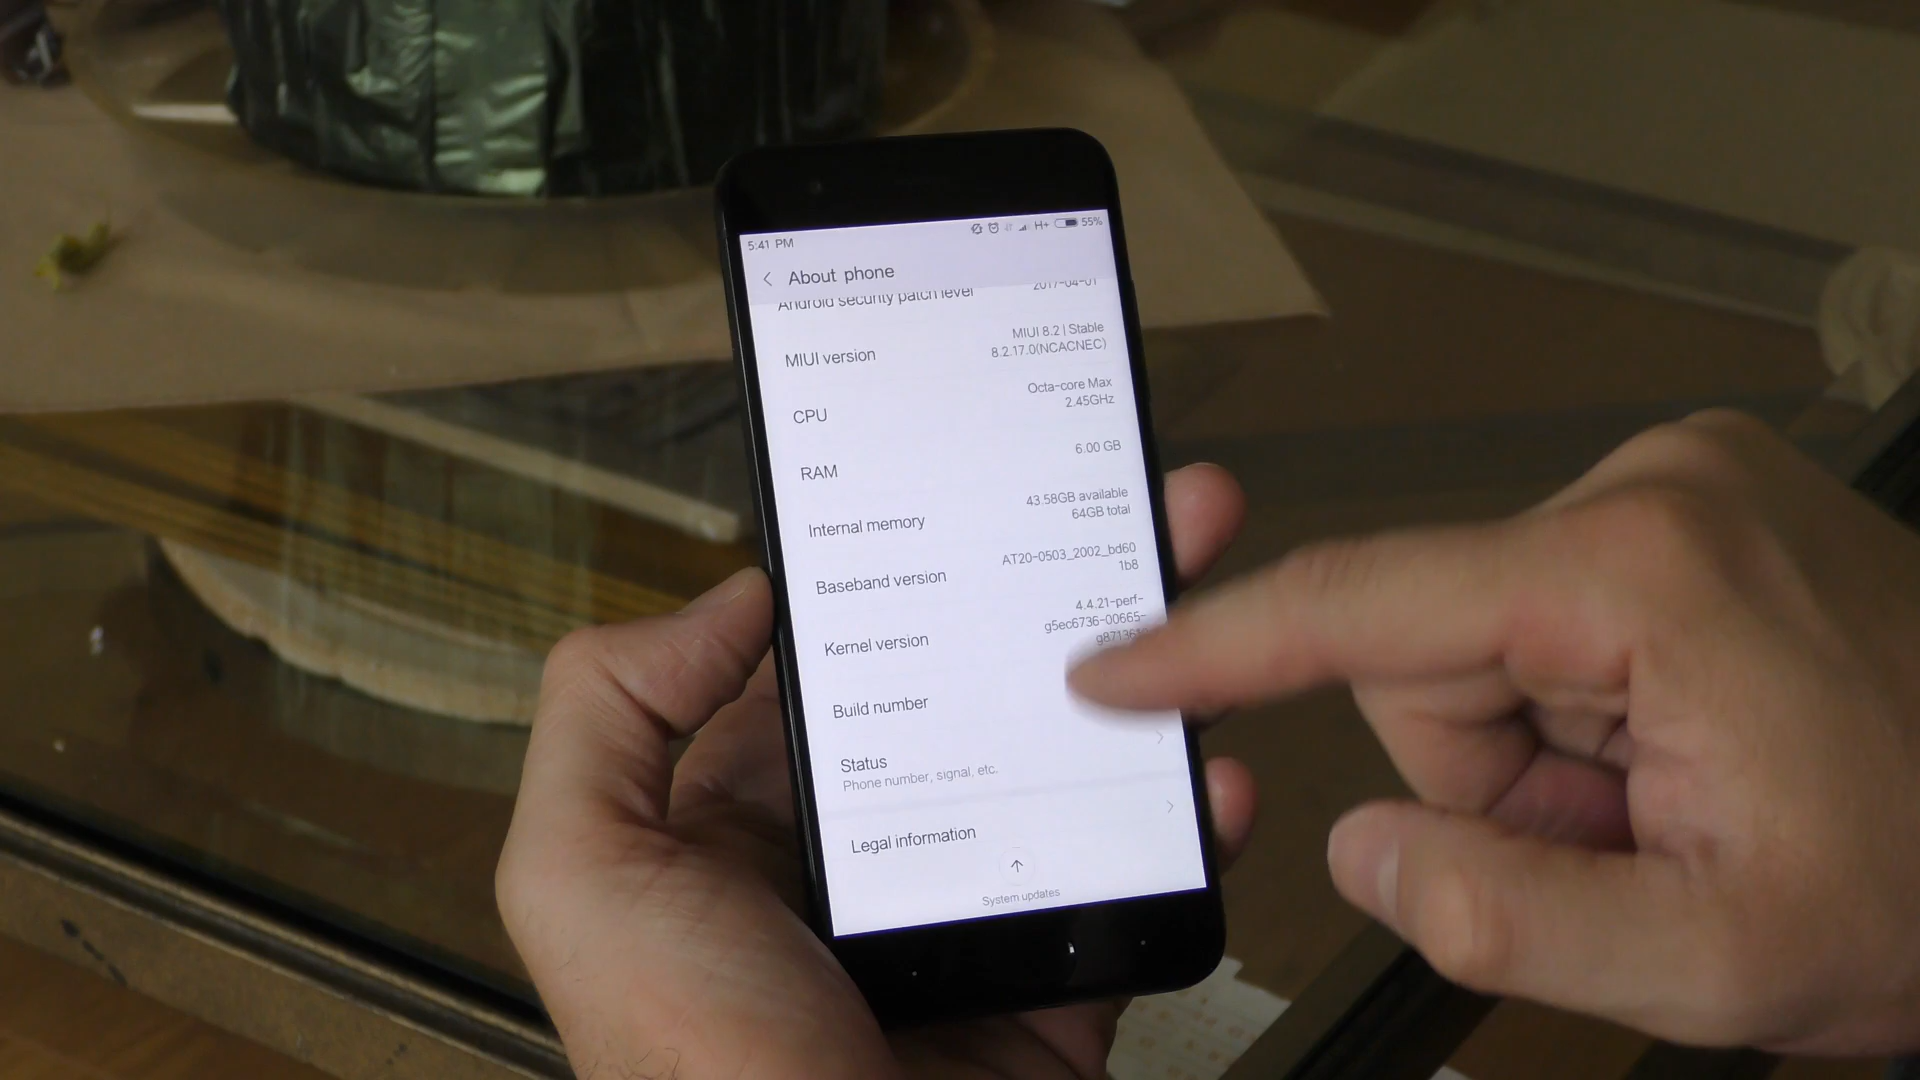 5:41 PM
H+ 55%
About phone
Android security patch level
2017-04-01
MIUI version
MIUI 8.2 | Stable
8.2.17.0(NCACNEC)
CPU
Octa-core Max
2.45GHz
RAM
6.00 GB
Internal memory
43.58GB available
64GB total
Baseband version
AT20-0503_2002_bd60
1b8
Kernel version
4.4.21-perf-
g5ec6736-00665-
Build number
Status
Phone number, signal, etc.
Legal information
System updates